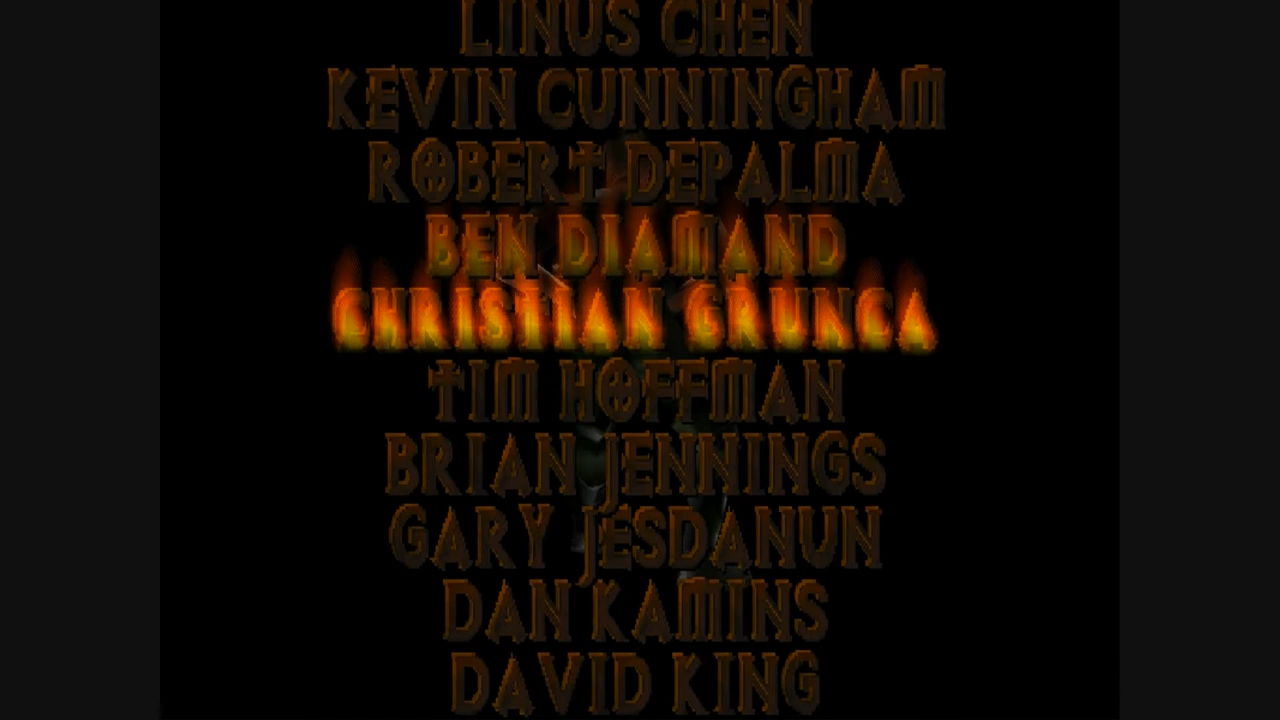 LINUS CHEN
KEVIN CUNNINGHAM
ROBERT DEPALMA
BEN DIAMAND
CHRISTIAN GRUNCA
TIM HOFFMAN
BRIAN JENNINGS
GARY JESDANUN
DAN KAMINS
DAVID KING